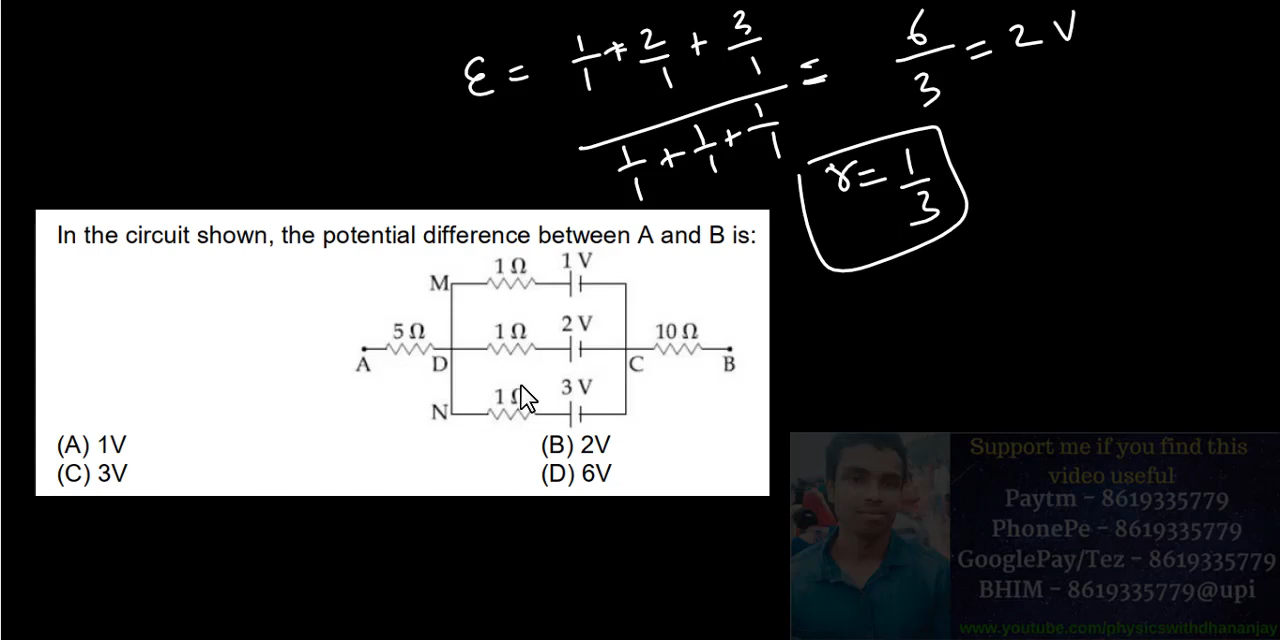 ε = 1/1 + 2/1 + 3/1 / 1/1 + 1/1 + 1/1 = 6/3 = 2 V
r = 1/3
In the circuit shown, the potential difference between A and B is:
1 Ω 1 V
M
5 Ω 1 Ω 2 V 10 Ω
A D C B
1 Ω 3 V
N
(A) 1V (B) 2V
(C) 3V (D) 6V
Support me if you find this
video useful
Paytm - 8619335779
PhonePe - 8619335779
GooglePay/Tez - 8619335779
BHIM - 8619335779@upi
www.youtube.com/physicswithdhananjay